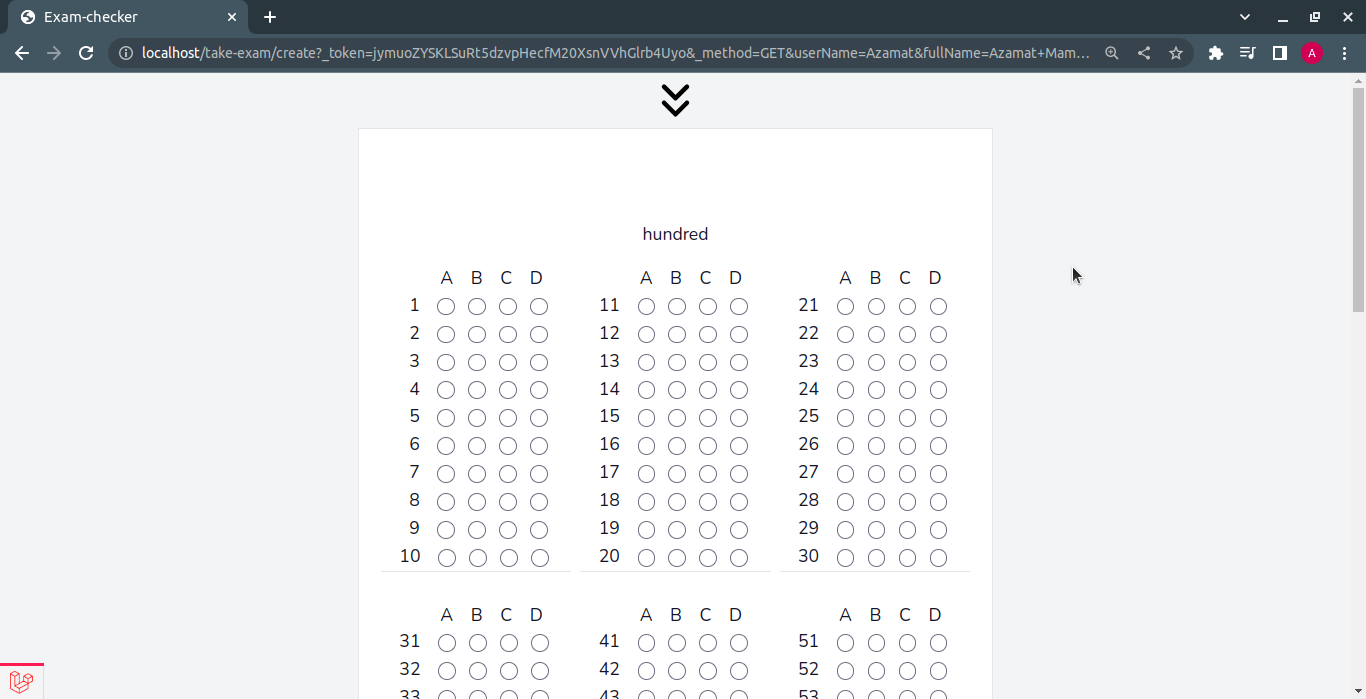 Exam-checker
localhost/take-exam/create?_token=jymuoZYSKLSuRt5dzvpHecfM20XsnVVhGlrb4Uyo&_method=GET&userName=Azamat&fullName=Azamat+Mam...
A
hundred
A B C D A B C D A B C D
1 11 21
2 12 22
3 13 23
4 14 24
5 15 25
6 16 26
7 17 27
8 18 28
9 19 29
10 20 30
A B C D A B C D A B C D
31 41 51
32 42 52
33 43 53